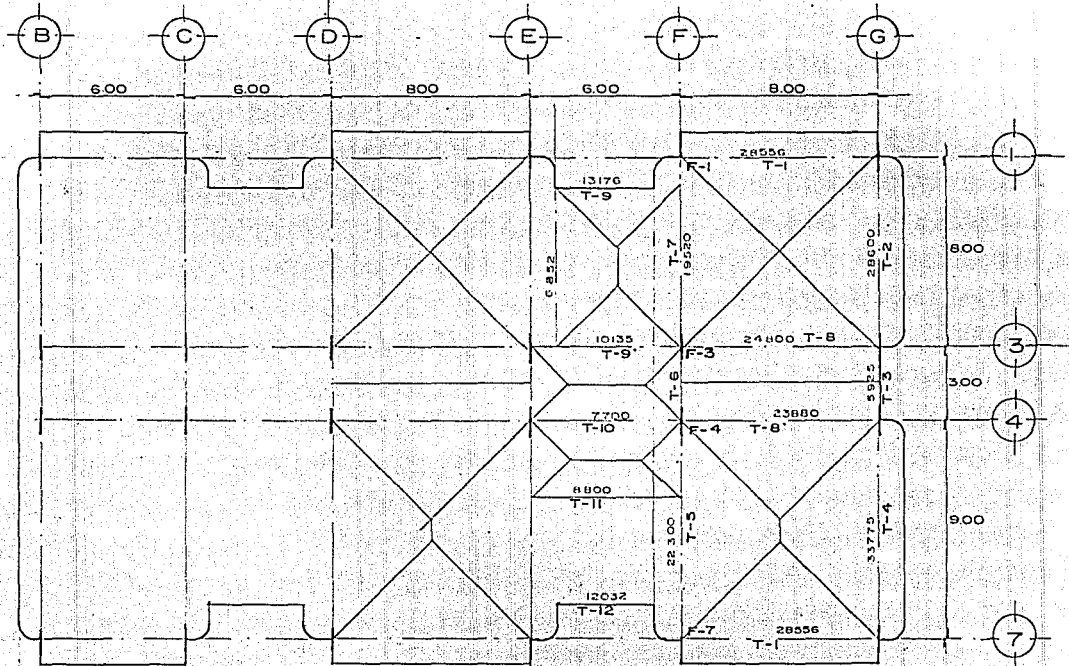 B C D E F G
6.00 6.00 800 6.00 8.00
1
F-1
28556
T-1
13176
T-9
T-7
19520
28600
T-2
8.00
6852
10135
T-9'
F-3
24800 T-8
3
T-6
5925
T-3
3.00
7700
T-10
F-4
23880
T-8'
4
8800
T-11
22300
T-5
33775
T-4
9.00
12032
T-12
F-7
28556
T-1
7